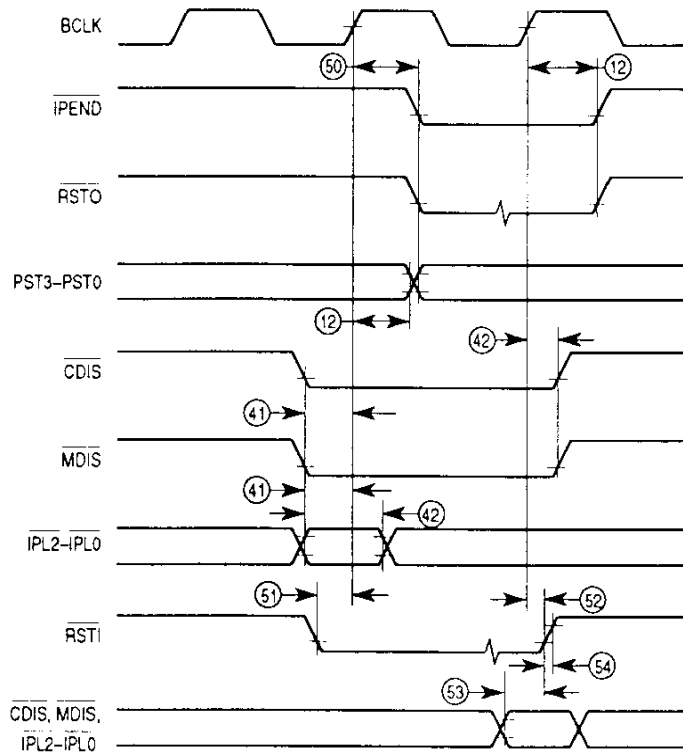 BCLK
50
12
IPEND
RSTO
PST3–PST0
12
42
CDIS
41
MDIS
41
42
IPL2–IPL0
51
52
RSTI
54
53
CDIS, MDIS,
IPL2–IPL0